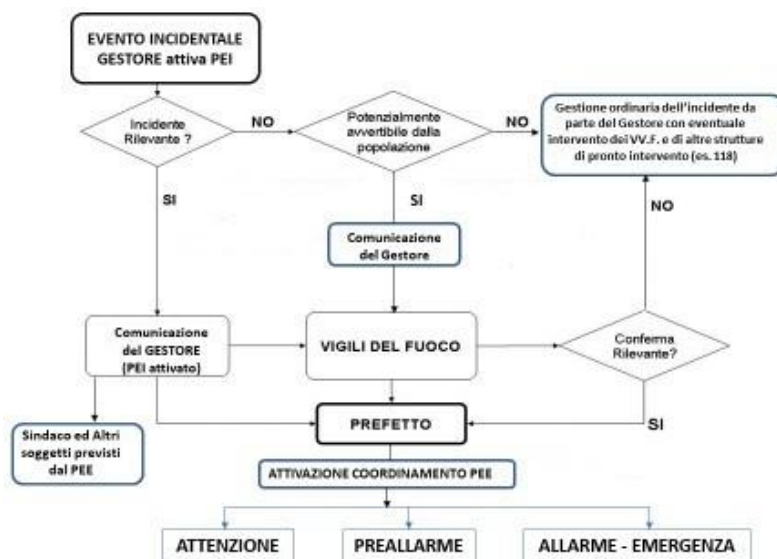 EVENTO INCIDENTALE
GESTORE attiva PEI
Incidente
Rilevante ?
NO
Potenzialmente
avvertibile dalla
popolazione
NO
Gestione ordinaria dell'incidente da
parte del Gestore con eventuale
intervento dei VV.F. e di altre strutture
di pronto intervento (es. 118)
SI
SI
NO
Comunicazione
del Gestore
Comunicazione
del GESTORE
(PEI attivato)
VIGILI DEL FUOCO
Conferma
Rilevante?
Sindaco ed Altri
soggetti previsti
dal PEE
PREFETTO
SI
ATTIVAZIONE COORDINAMENTO PEE
ATTENZIONE
PREALLARME
ALLARME - EMERGENZA